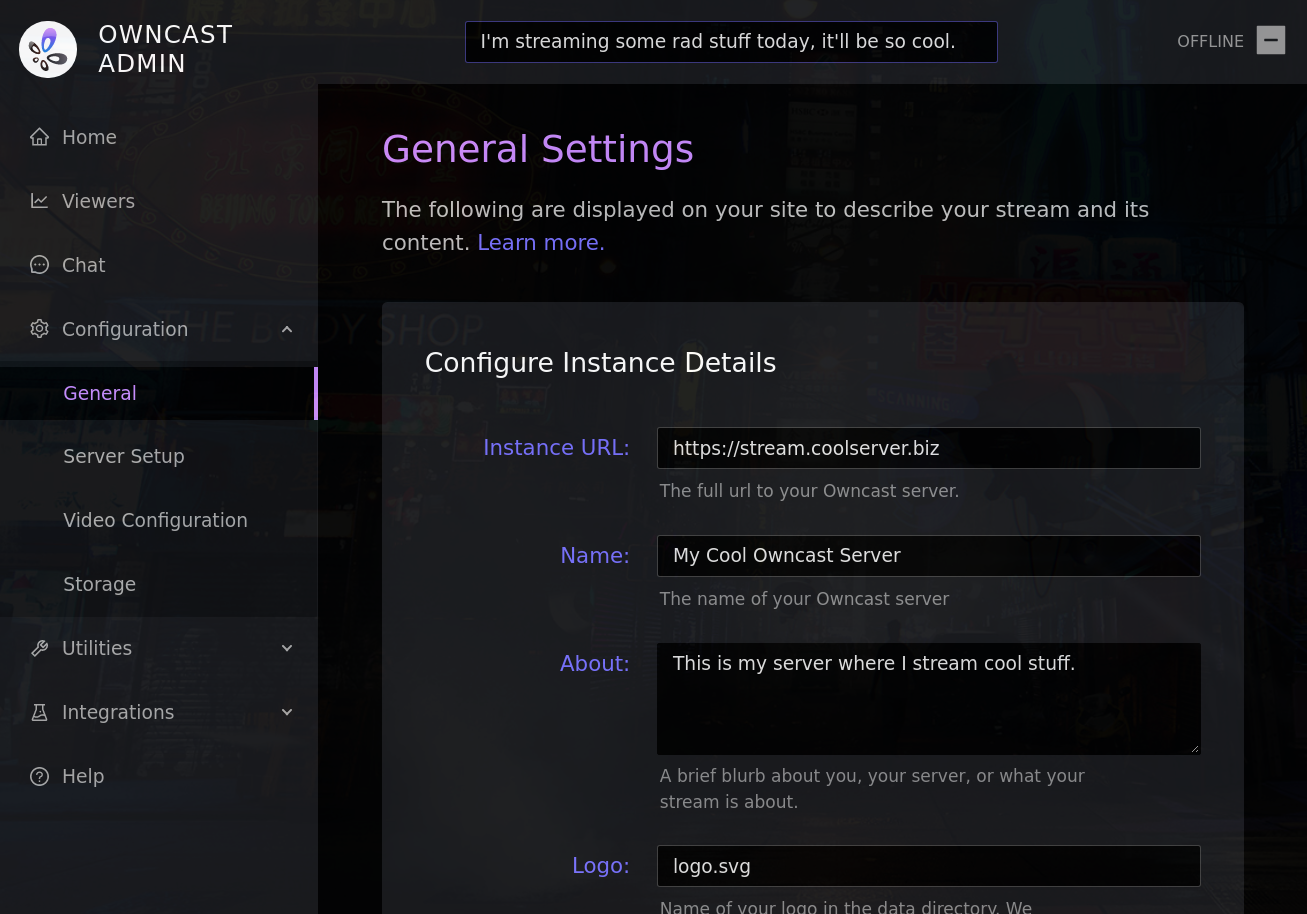 OWNCAST
ADMIN
I'm streaming some rad stuff today, it'll be so cool.
OFFLINE
Home
Viewers
Chat
Configuration
General
Server Setup
Video Configuration
Storage
Utilities
Integrations
Help
General Settings
The following are displayed on your site to describe your stream and its
content. Learn more.
THE BODY SHOP
SCANNING
Configure Instance Details
Instance URL:
https://stream.coolserver.biz
The full url to your Owncast server.
Name:
My Cool Owncast Server
The name of your Owncast server
About:
This is my server where I stream cool stuff.
A brief blurb about you, your server, or what your
stream is about.
Logo:
logo.svg
Name of your logo in the data directory. We